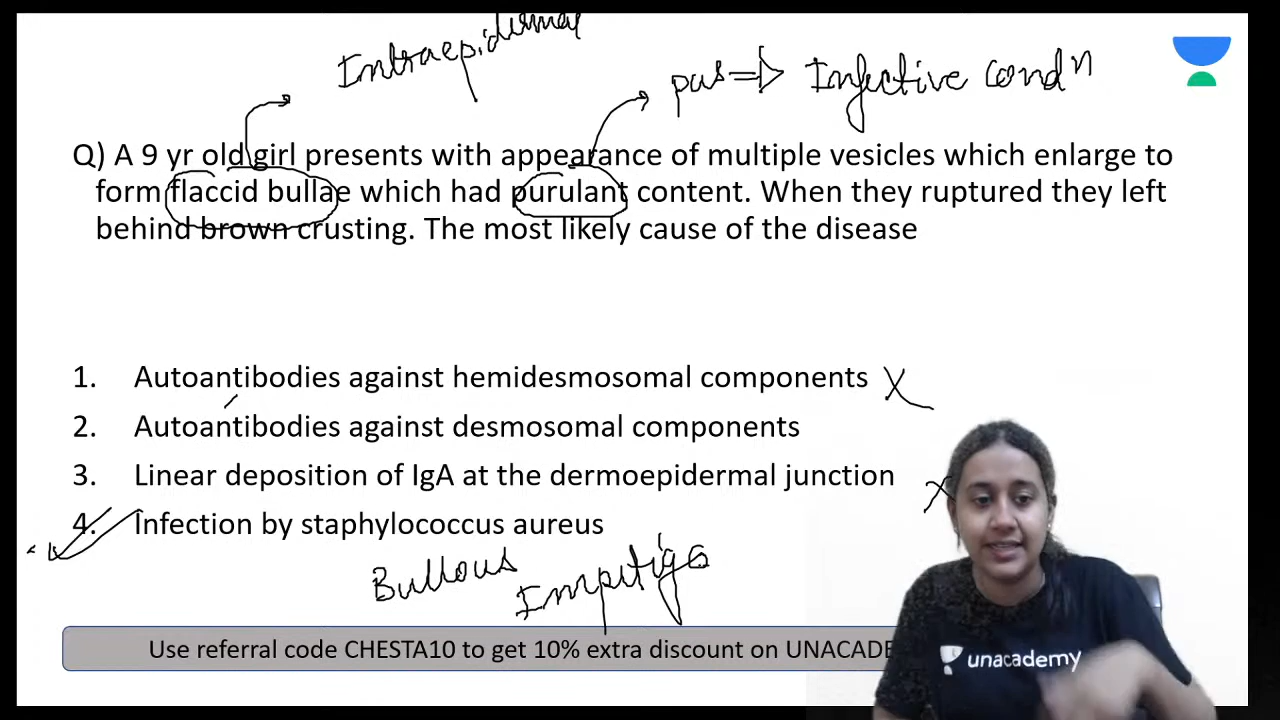 Intraepidermal
pus => Infective condn
Q) A 9 yr old girl presents with appearance of multiple vesicles which enlarge to
form flaccid bullae which had purulant content. When they ruptured they left
behind brown crusting. The most likely cause of the disease
1. Autoantibodies against hemidesmosomal components X
2. Autoantibodies against desmosomal components
3. Linear deposition of IgA at the dermoepidermal junction X
4. Infection by staphylococcus aureus
Bullous Impetigo
Use referral code CHESTA10 to get 10% extra discount on UNACADE
unacademy